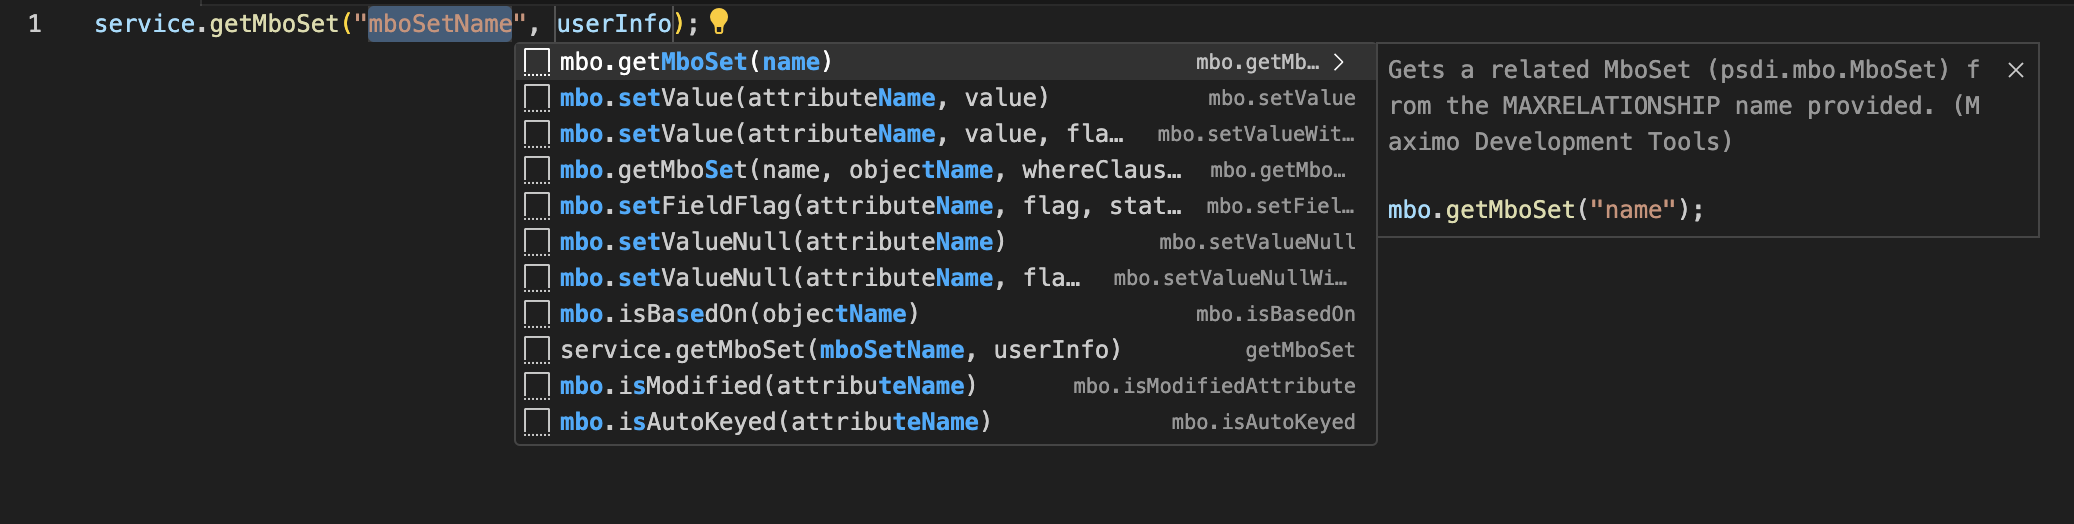 1 service.getMboSet("mboSetName", userInfo);
mbo.getMboSet(name) mbo.getMb…
mbo.setValue(attributeName, value) mbo.setValue
mbo.setValue(attributeName, value, fla… mbo.setValueWit…
mbo.getMboSet(name, objectName, whereClaus… mbo.getMbo…
mbo.setFieldFlag(attributeName, flag, stat… mbo.setFiel…
mbo.setValueNull(attributeName) mbo.setValueNull
mbo.setValueNull(attributeName, fla… mbo.setValueNullWi…
mbo.isBasedOn(objectName) mbo.isBasedOn
service.getMboSet(mboSetName, userInfo) getMboSet
mbo.isModified(attributeName) mbo.isModifiedAttribute
mbo.isAutoKeyed(attributeName) mbo.isAutoKeyed
Gets a related MboSet (psdi.mbo.MboSet) f
rom the MAXRELATIONSHIP name provided. (M
aximo Development Tools)
mbo.getMboSet("name");